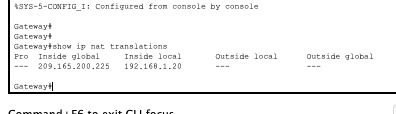 %SYS-5-CONFIG_I: Configured from console by console
Gateway#
Gateway#
Gateway#show ip nat translations
Pro Inside global Inside local Outside local Outside global
--- 209.165.200.225 192.168.1.20 --- ---
Gateway#
Command+F6 to exit CLI focus